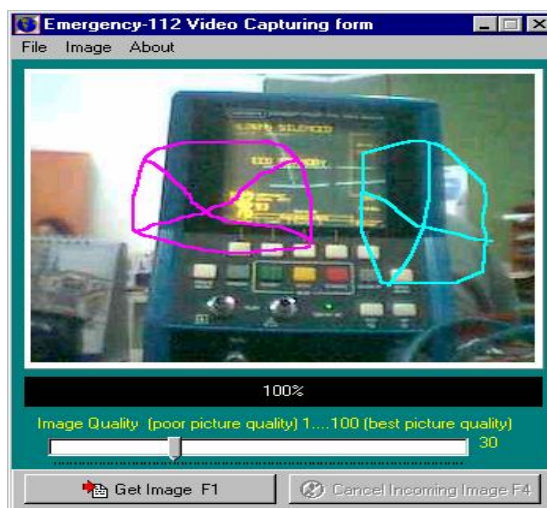 Emergency-112 Video Capturing form
File Image About
SILENCED
100%
Image Quality (poor picture quality) 1....100 (best picture quality)
30
Get Image F1
Cancel Incoming Image F4